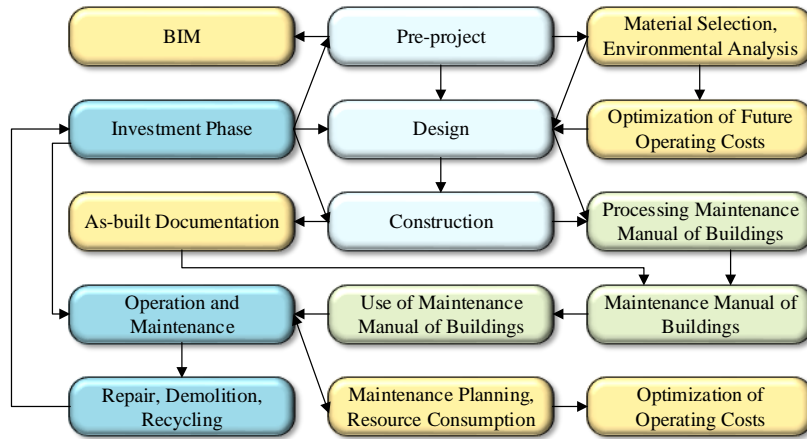 BIM
Pre-project
Material Selection,
Environmental Analysis
Investment Phase
Design
Optimization of Future
Operating Costs
As-built Documentation
Construction
Processing Maintenance
Manual of Buildings
Operation and
Maintenance
Use of Maintenance
Manual of Buildings
Maintenance Manual of
Buildings
Repair, Demolition,
Recycling
Maintenance Planning,
Resource Consumption
Optimization of
Operating Costs